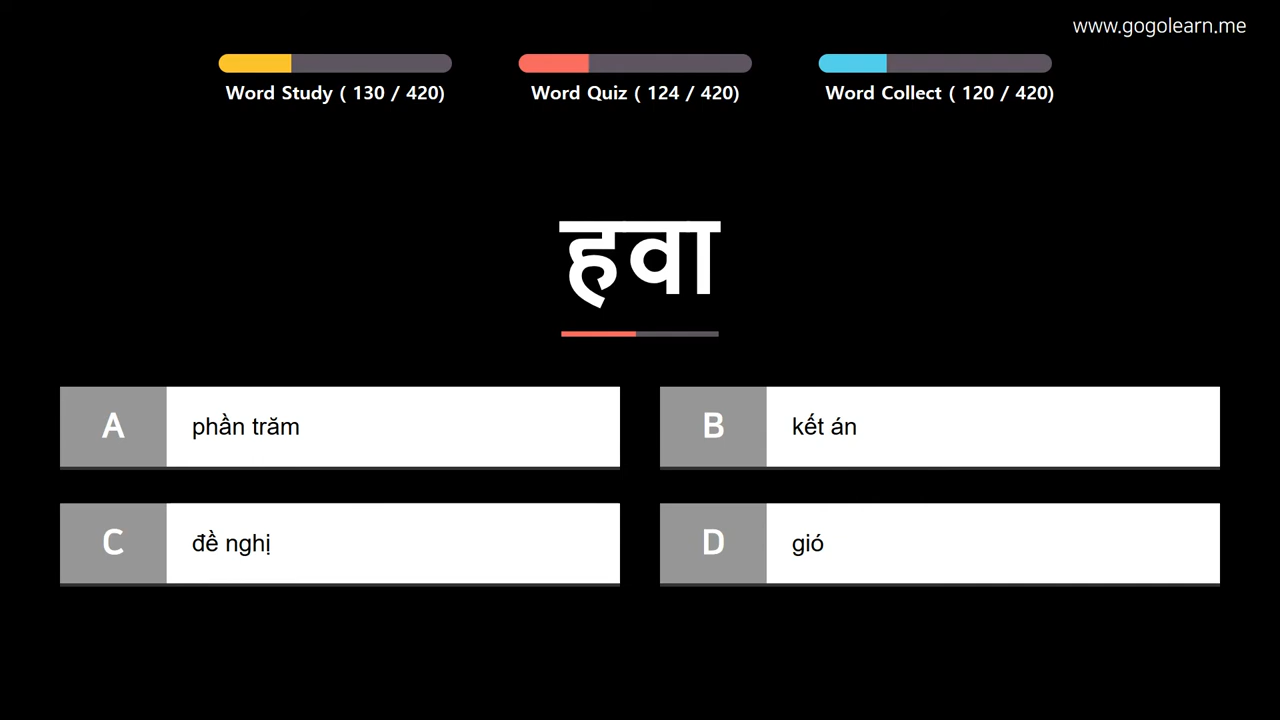 www.gogolearn.me
Word Study ( 130 / 420)
Word Quiz ( 124 / 420)
Word Collect ( 120 / 420)
हवा
A phần trăm
B kết án
C đề nghị
D gió